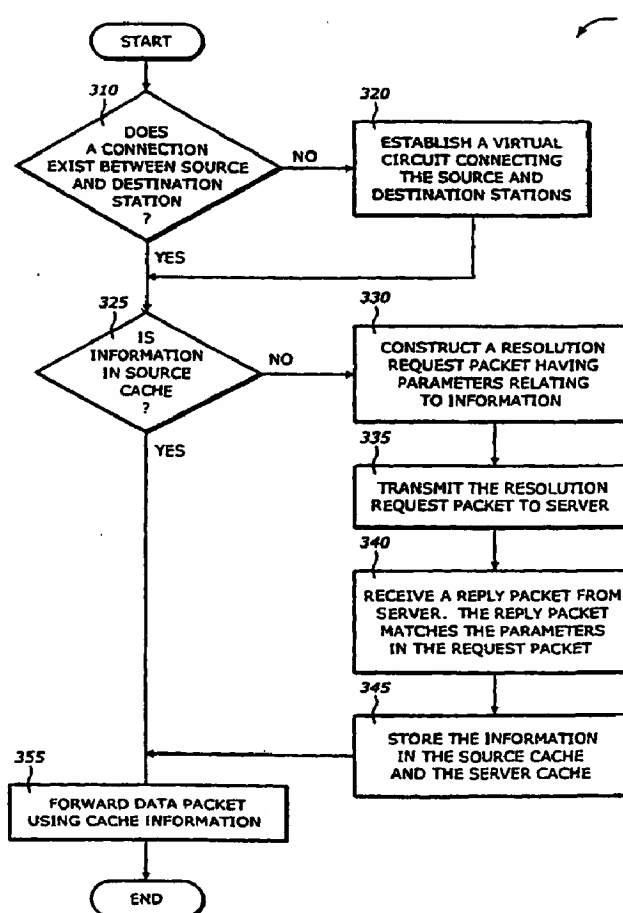 START
310
DOES
A CONNECTION
EXIST BETWEEN SOURCE
AND DESTINATION
STATION
?
NO
320
ESTABLISH A VIRTUAL
CIRCUIT CONNECTING
THE SOURCE AND
DESTINATION STATIONS
YES
325
IS
INFORMATION
IN SOURCE
CACHE
?
NO
330
CONSTRUCT A RESOLUTION
REQUEST PACKET HAVING
PARAMETERS RELATING
TO INFORMATION
YES
335
TRANSMIT THE RESOLUTION
REQUEST PACKET TO SERVER
340
RECEIVE A REPLY PACKET FROM
SERVER. THE REPLY PACKET
MATCHES THE PARAMETERS
IN THE REQUEST PACKET
345
STORE THE INFORMATION
IN THE SOURCE CACHE
AND THE SERVER CACHE
355
FORWARD DATA PACKET
USING CACHE INFORMATION
END